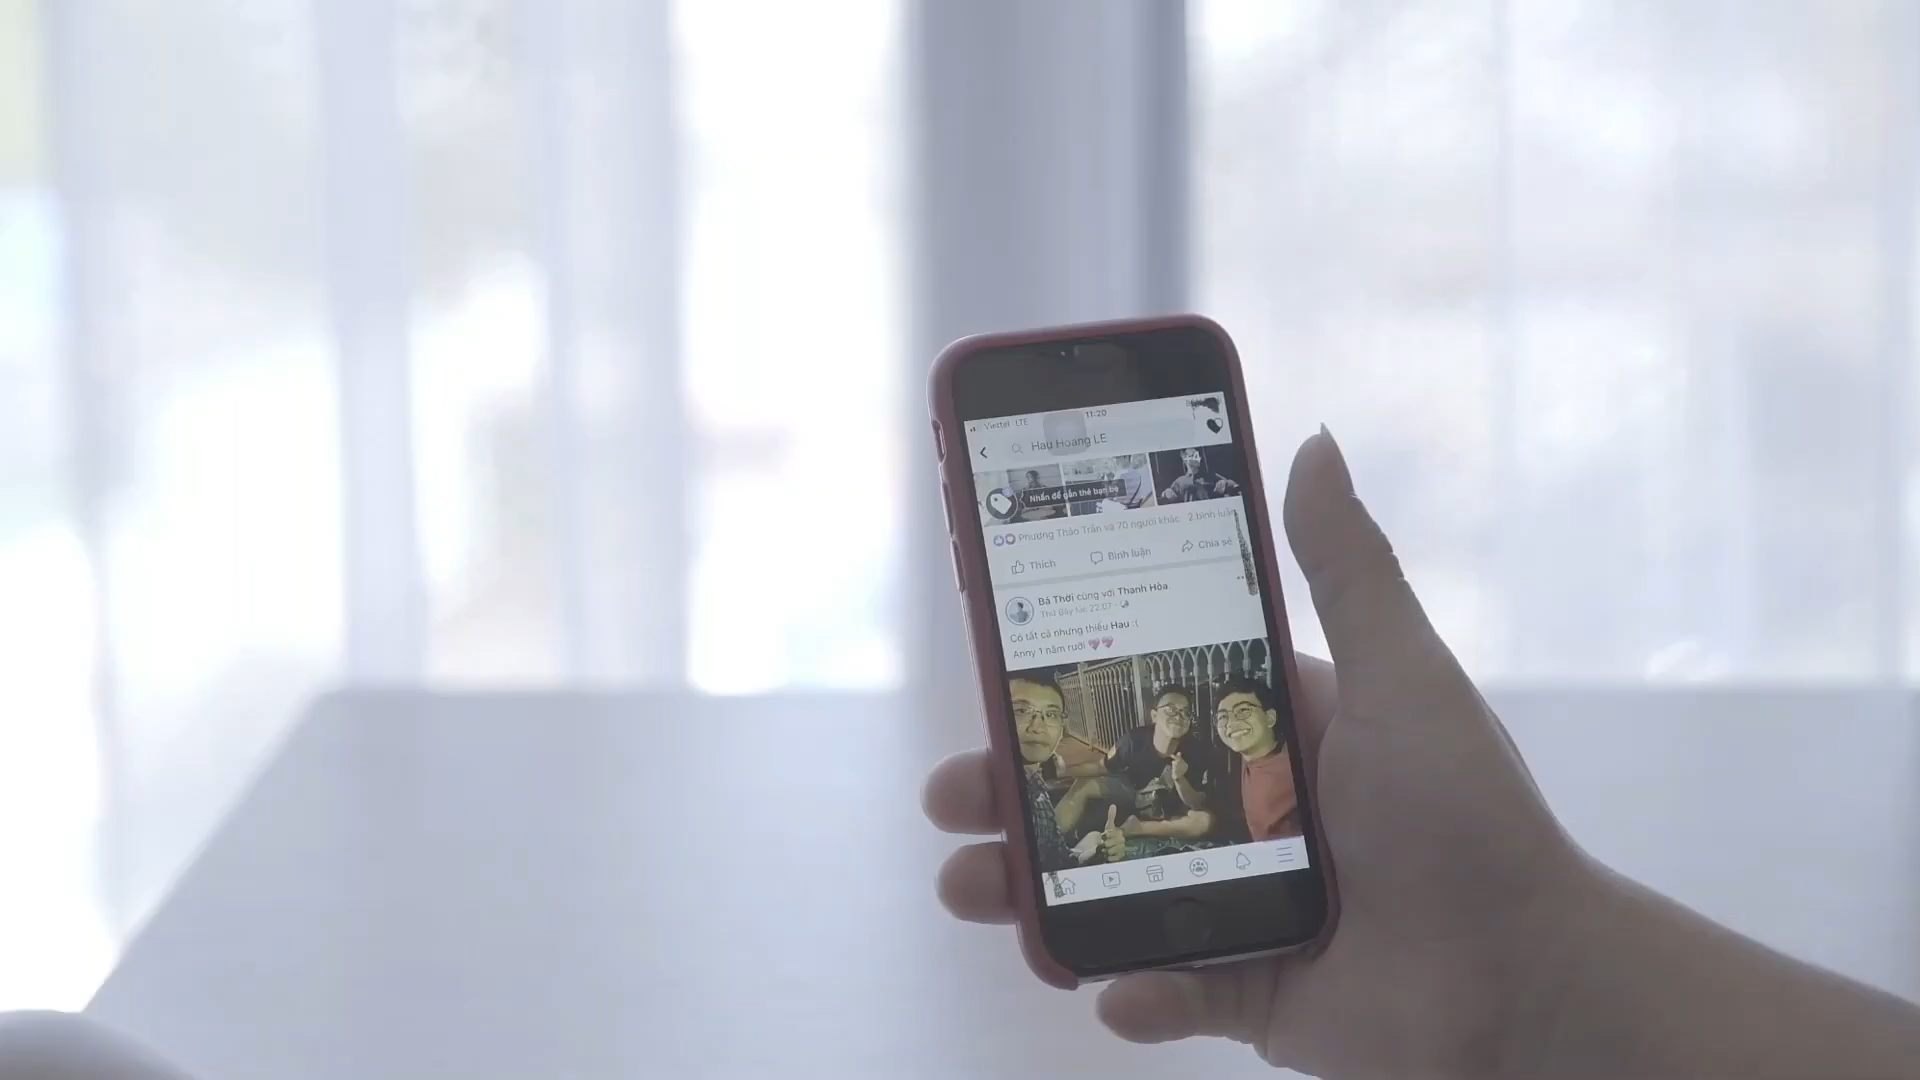 Viettel LTE 11:20
Hau Hoang LE
Nhấn để gắn thẻ bạn bè
Phương Thảo Trần và 70 người khác 2 bình luận
Thích Bình luận Chia sẻ
Bá Thời cùng với Thanh Hòa
Thứ Bảy lúc 22:07
Có tất cả nhưng thiếu Hau :(
Anny 1 năm rưỡi